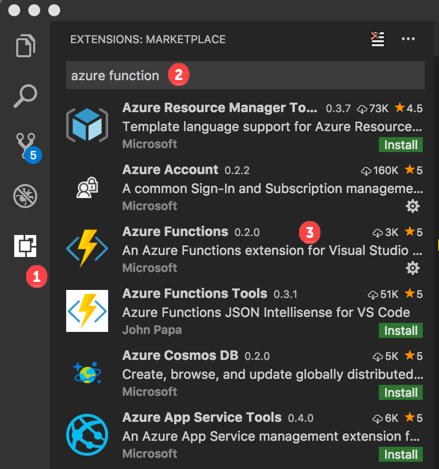 EXTENSIONS: MARKETPLACE
azure function 2
Azure Resource Manager To... 0.3.7 73K ★4.5
Template language support for Azure Resource...
Microsoft Install
5
Azure Account 0.2.2 160K ★5
A common Sign-In and Subscription manageme...
Microsoft
Azure Functions 0.2.0 3 3K ★5
An Azure Functions extension for Visual Studio ...
Microsoft
1
Azure Functions Tools 0.3.1 51K ★5
Azure Functions JSON Intellisense for VS Code
John Papa Install
Azure Cosmos DB 0.2.0 5K ★5
Create, browse, and update globally distributed...
Microsoft Install
Azure App Service Tools 0.4.0 6K ★5
An Azure App Service management extension f...
Microsoft Install